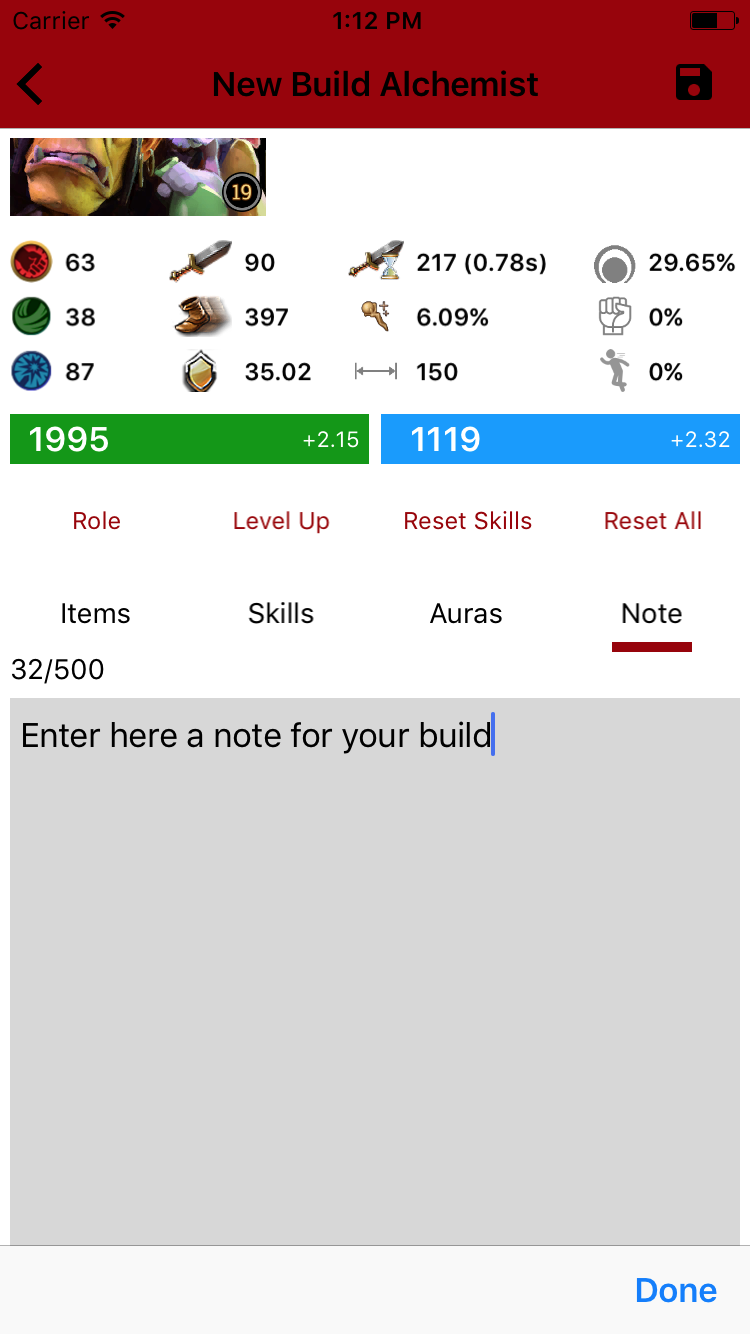 Carrier 1:12 PM
New Build Alchemist
19
63 90 217 (0.78s) 29.65%
38 397 6.09% 0%
87 35.02 150 0%
1995 +2.15 1119 +2.32
Role Level Up Reset Skills Reset All
Items Skills Auras Note
32/500
Enter here a note for your build
Done